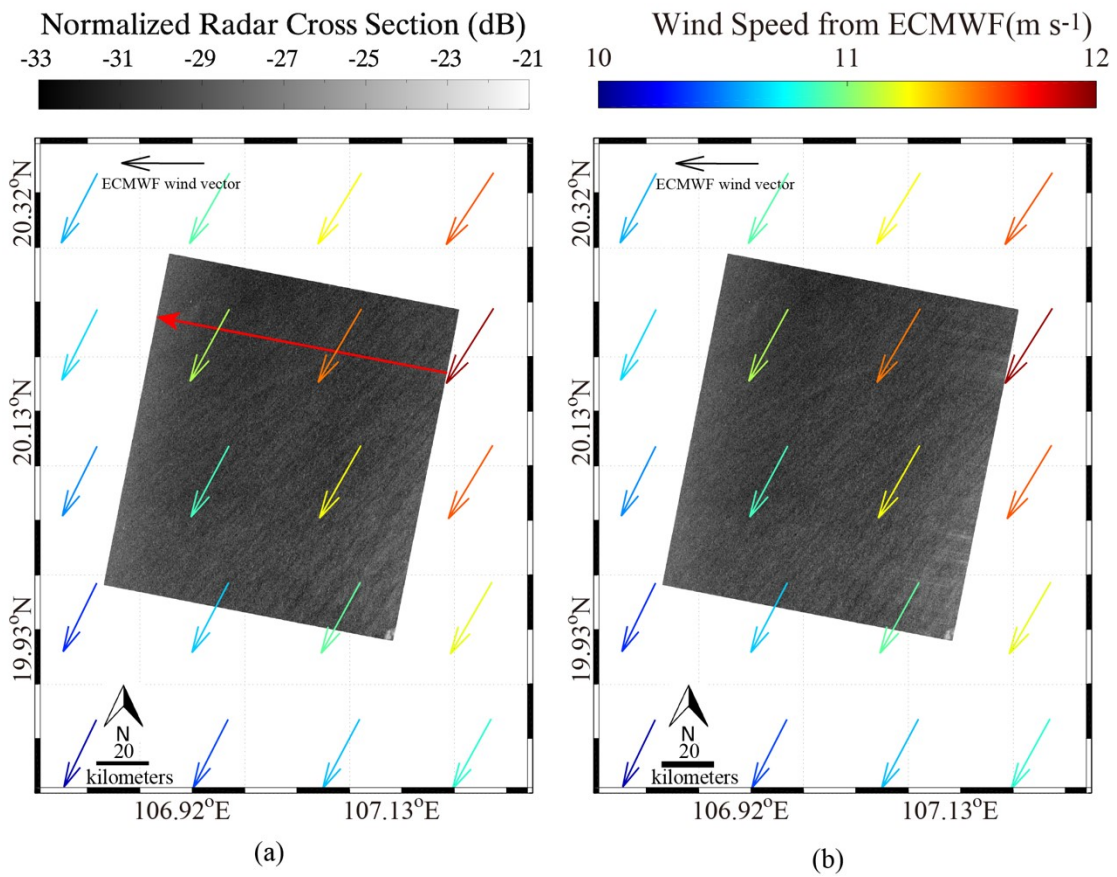 Normalized Radar Cross Section (dB)
-33 -31 -29 -27 -25 -23 -21
Wind Speed from ECMWF(m s-1)
10 11 12
ECMWF wind vector
20.32°N
20.13°N
19.93°N
N
20
kilometers
106.92°E 107.13°E
(a)
ECMWF wind vector
20.32°N
20.13°N
19.93°N
N
20
kilometers
106.92°E 107.13°E
(b)